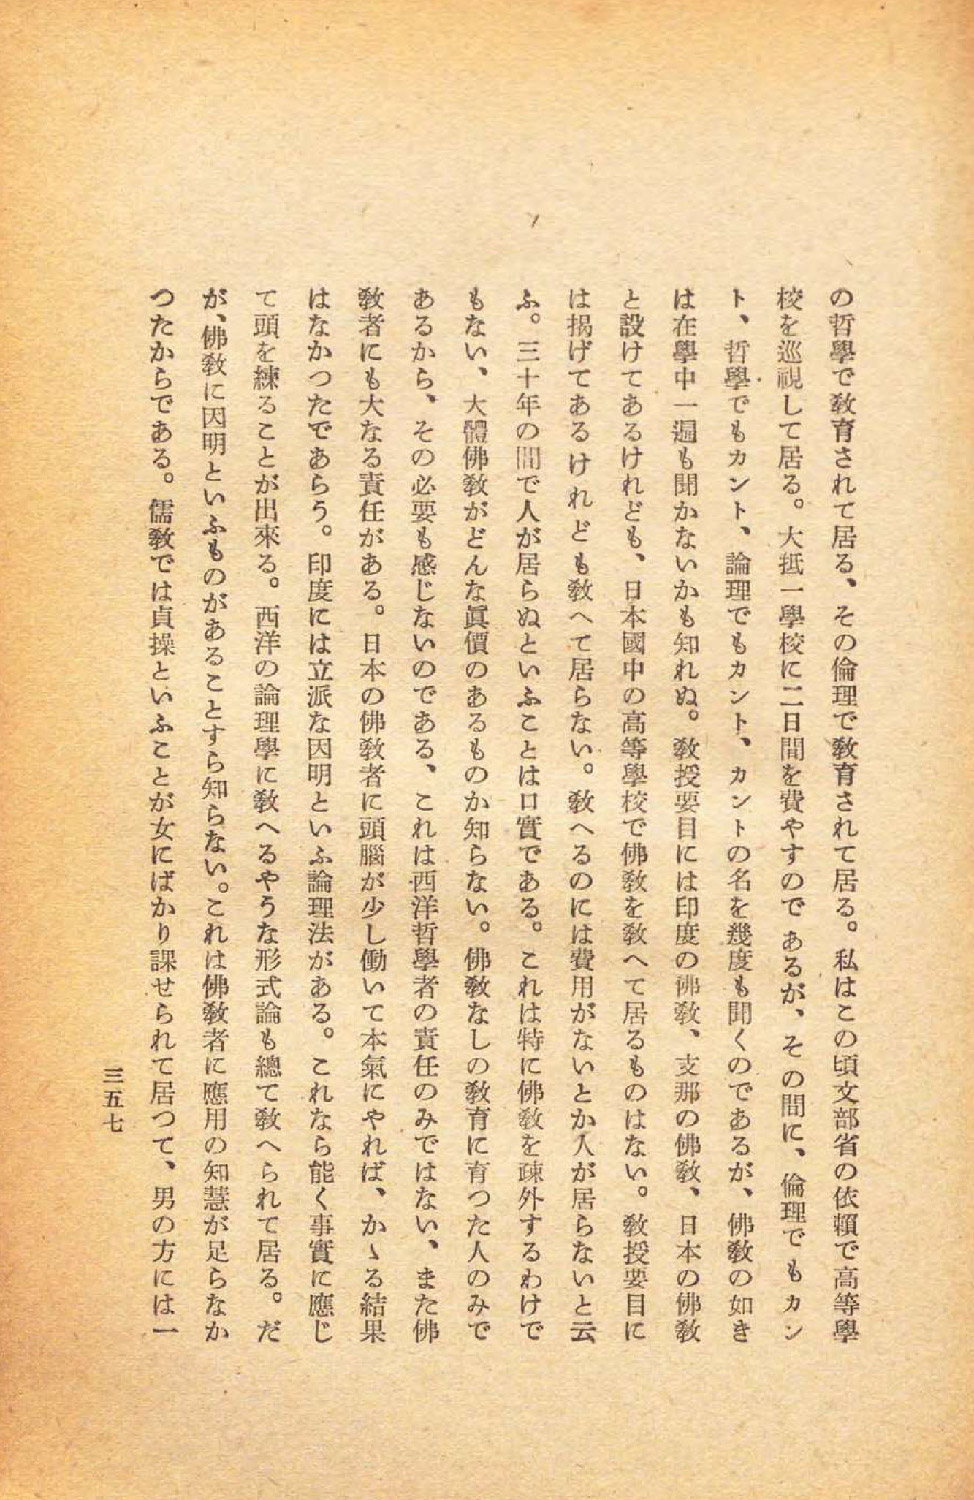 の哲學で教育されて居る、その倫理で教育されて居る。私はこの頃文部省の依頼で高等學
校を巡視して居る。大抵一學校に二日間を費やすのであるが、その間に、倫理でもカン
ト、哲學でもカント、論理でもカント、カントの名を幾度も聞くのであるが、佛教の如き
は在學中一遍も聞かないかも知れぬ。教授要目には印度の佛教、支那の佛教、日本の佛教
と設けてあるけれども、日本國中の高等學校で佛教を教へて居るものはない。教授要目に
は揭げてあるけれども教へて居らない。教へるのには費用がないとか人が居らないと云
ふ。三十年の間で人が居らぬといふことは口實である。これは特に佛教を疎外するわけで
もない、大體佛教がどんな眞價のあるものか知らない。佛教なしの教育に育つた人のみで
あるから、その必要も感じないのである、これは西洋哲學者の責任のみではない、また佛
教者にも大なる責任がある。日本の佛教者に頭腦が少し働いて本氣にやれば、かゝる結果
はなかつたであらう。印度には立派な因明といふ論理法がある。これなら能く事實に應じ
て頭を練ることが出來る。西洋の論理學に教へるやうな形式論も總て教へられて居る。だ
が、佛教に因明といふものがあることすら知らない。これは佛教者に應用の知慧が足らなか
つたからである。儒教では貞操といふことが女にばかり課せられて居つて、男の方には一
三五七